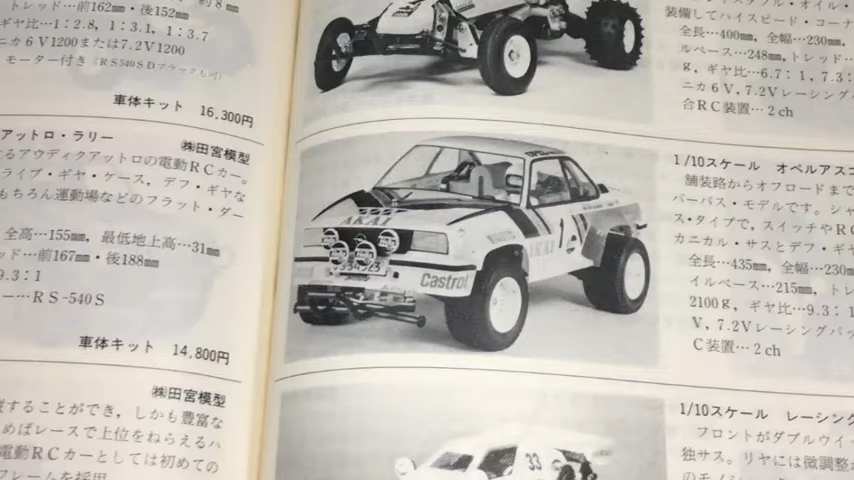 トレッド…前162㎜・後152㎜
ギヤ…1：2.8, 1：3.1, 1：3.7
ニカ6V1200または7.2V1200
モーター付き（RS540SDブラックも可）
車体キット 16,300円
アットロ・ラリー
㈱田宮模型
るアウディクアットロの電動RCカー。
ライブ・ギヤ・ケース，デフ・ギヤな
もちろん運動場などのフラット・ダー
全高…155㎜，最低地上高…31㎜
ッド…前167㎜・後188㎜
9.3：1
ー…RS-540S
車体キット 14,800円
㈱田宮模型
することができ，しかも豊富な
めばレースで上位をねらえるハ
電動RCカーとしては初めての
フレームを採用
AKAI
AKAI
1
Castrol
33
装備してハイスピード・コーナ
全長…400㎜，全幅…230㎜，
ルベース…248㎜，トレッド…
g，ギヤ比…6.7：1，7.3：
ニカ6V，7.2Vレーシング
合RC装置…2ch
1/10スケール オペルアスコ
舗装路からオフロードまで
パーパス・モデルです。シャ
ス・タイプで，スイッチやRC
カニカル・サスとデフ・ギヤ
全長…435㎜，全幅…230㎜
イルベース…215㎜，トレ
2100g，ギヤ比…9.3：1
V，7.2Vレーシングパッ
C装置…2ch
1/10スケール レーシング
フロントがダブルウイ
独サス。リヤには微調整が
のモノ